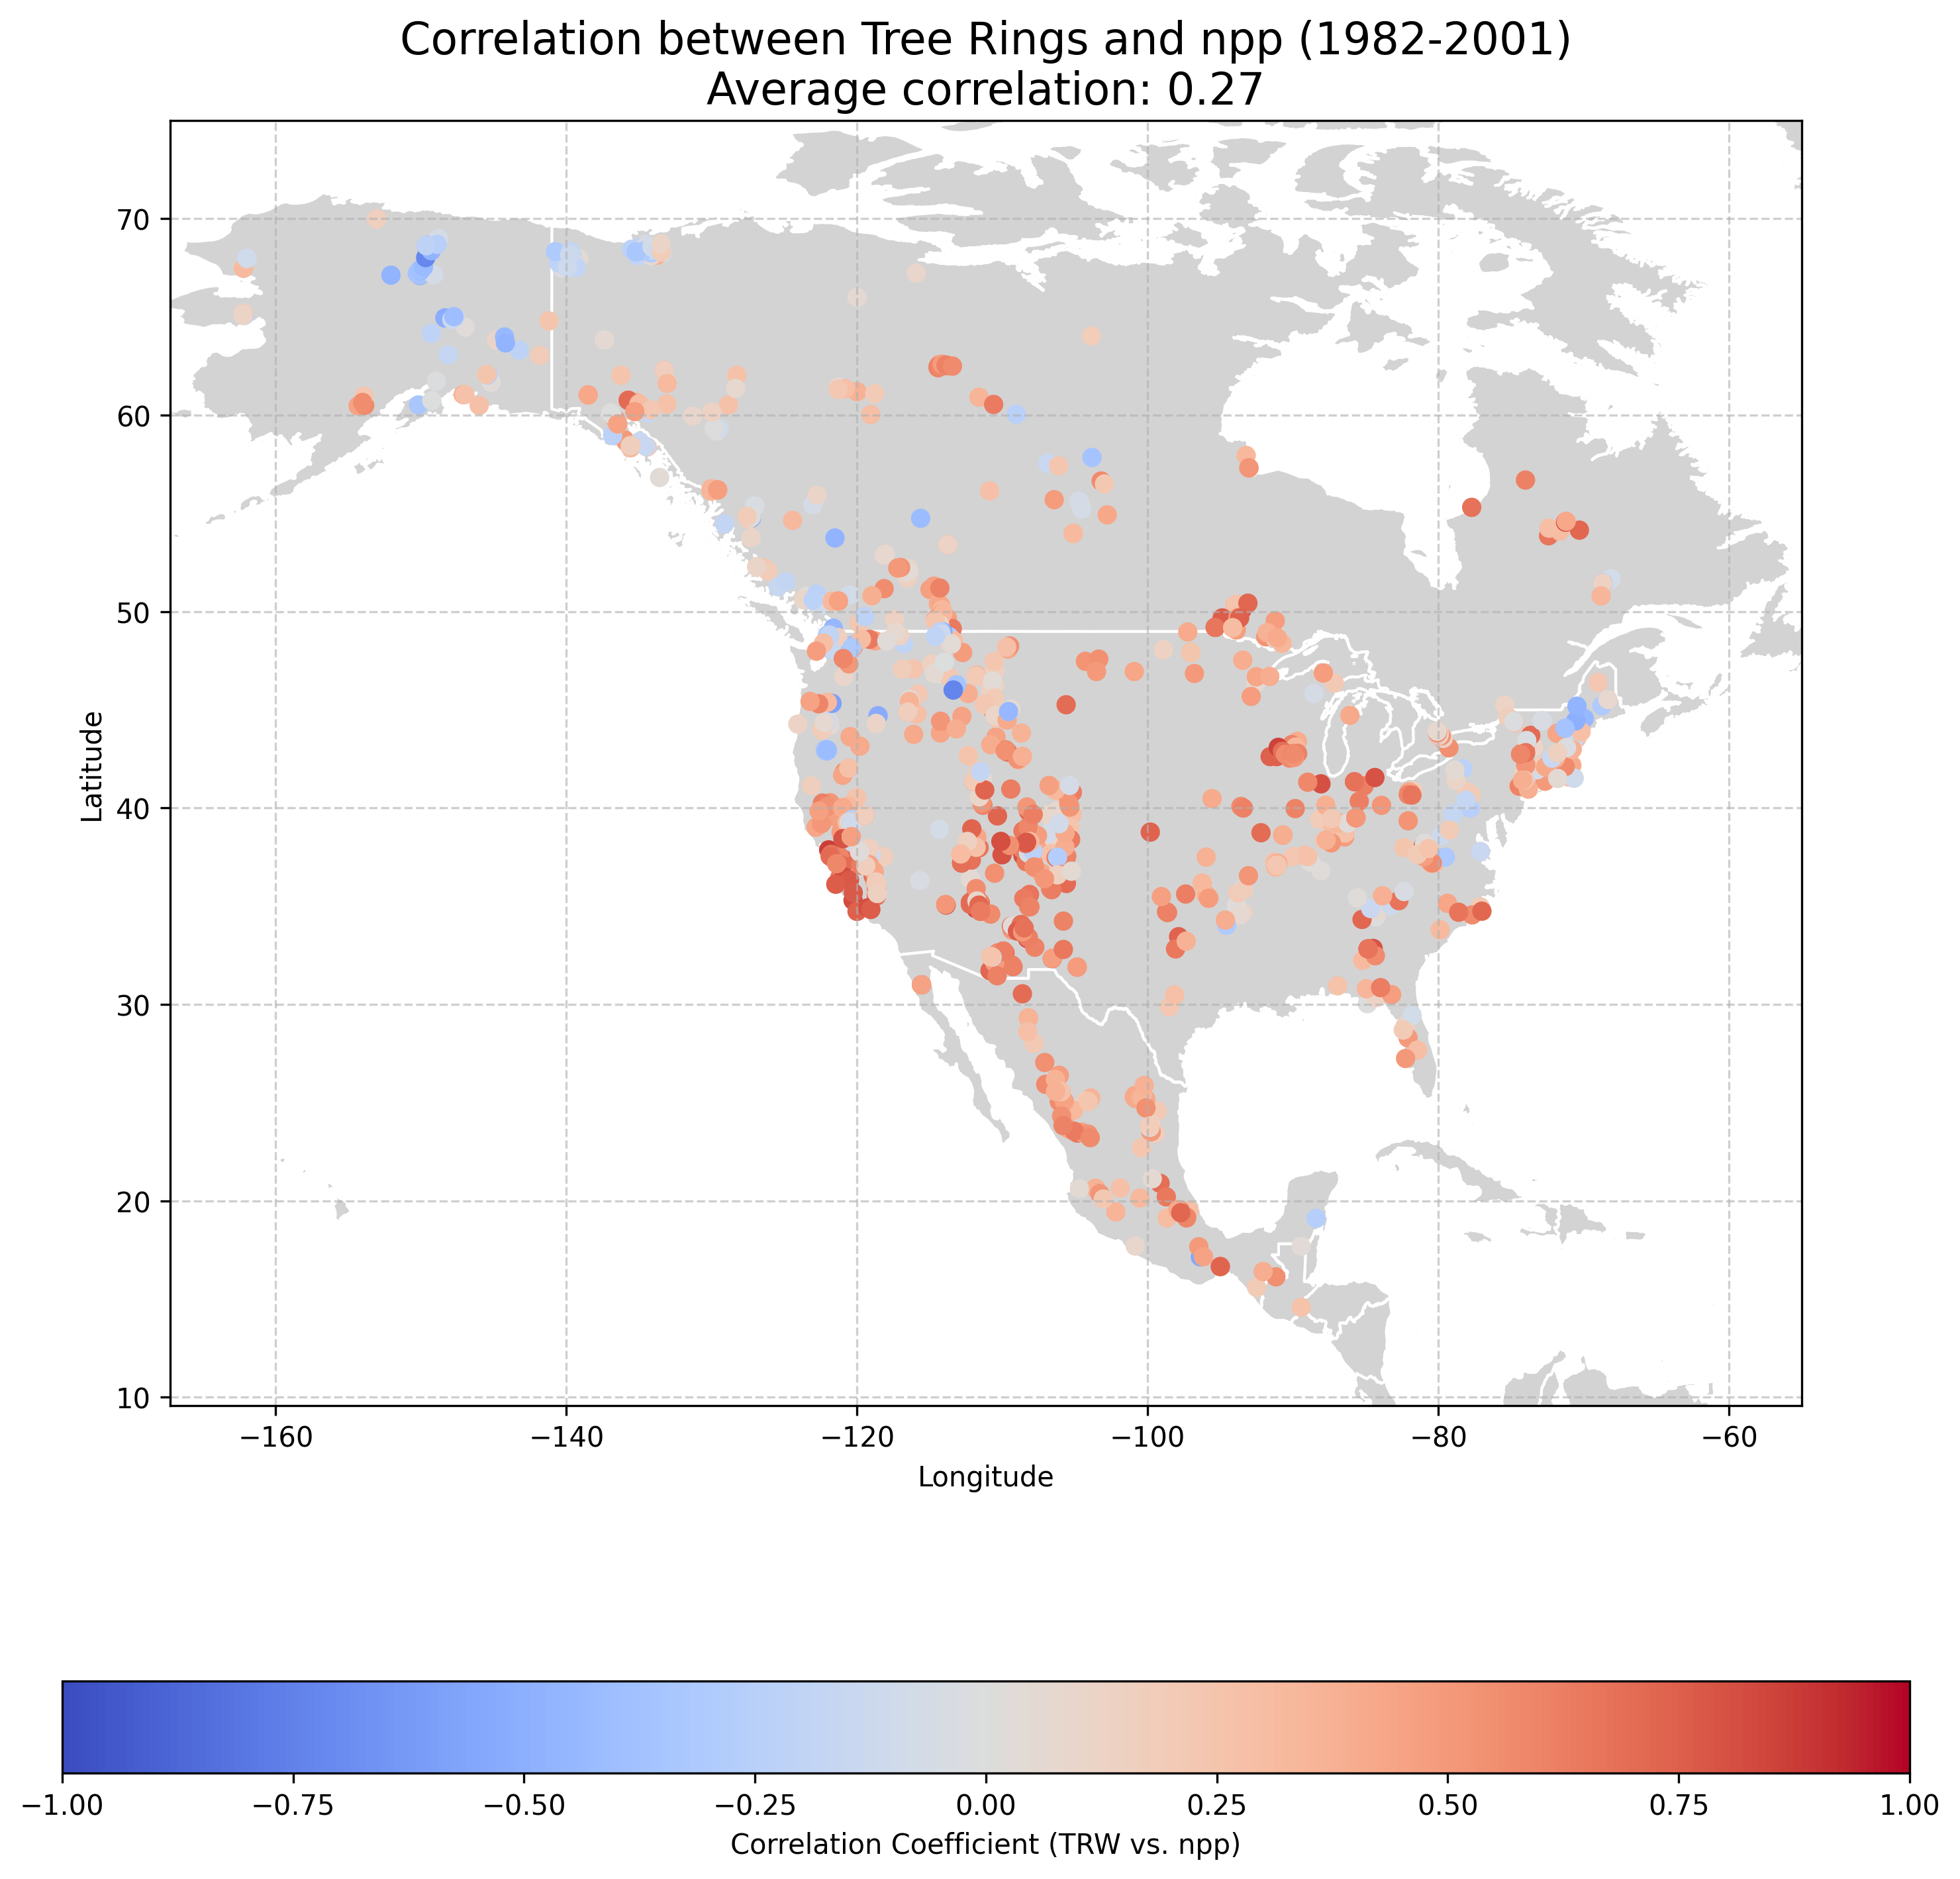 Correlation between Tree Rings and npp (1982-2001)
Average correlation: 0.27
70
60
50
40
30
20
10
Latitude
−160 −140 −120 −100 −80 −60
Longitude
−1.00 −0.75 −0.50 −0.25 0.00 0.25 0.50 0.75 1.00
Correlation Coefficient (TRW vs. npp)